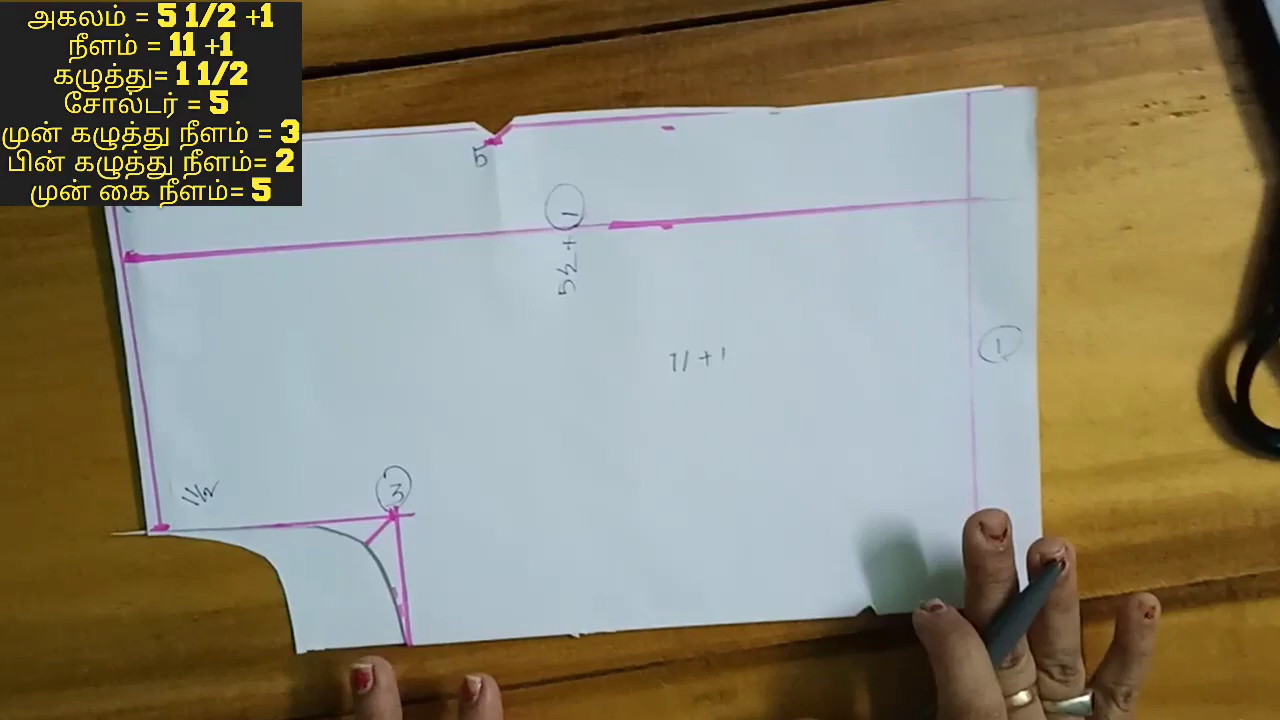 அகலம் = 5 1/2 +1
நீளம் = 11 +1
கழுத்து= 1 1/2
சோல்டர் = 5
முன் கழுத்து நீளம் = 3
பின் கழுத்து நீளம்= 2
முன் கை நீளம்= 5
5
5½ + 1
11 + 1
1
1½
3